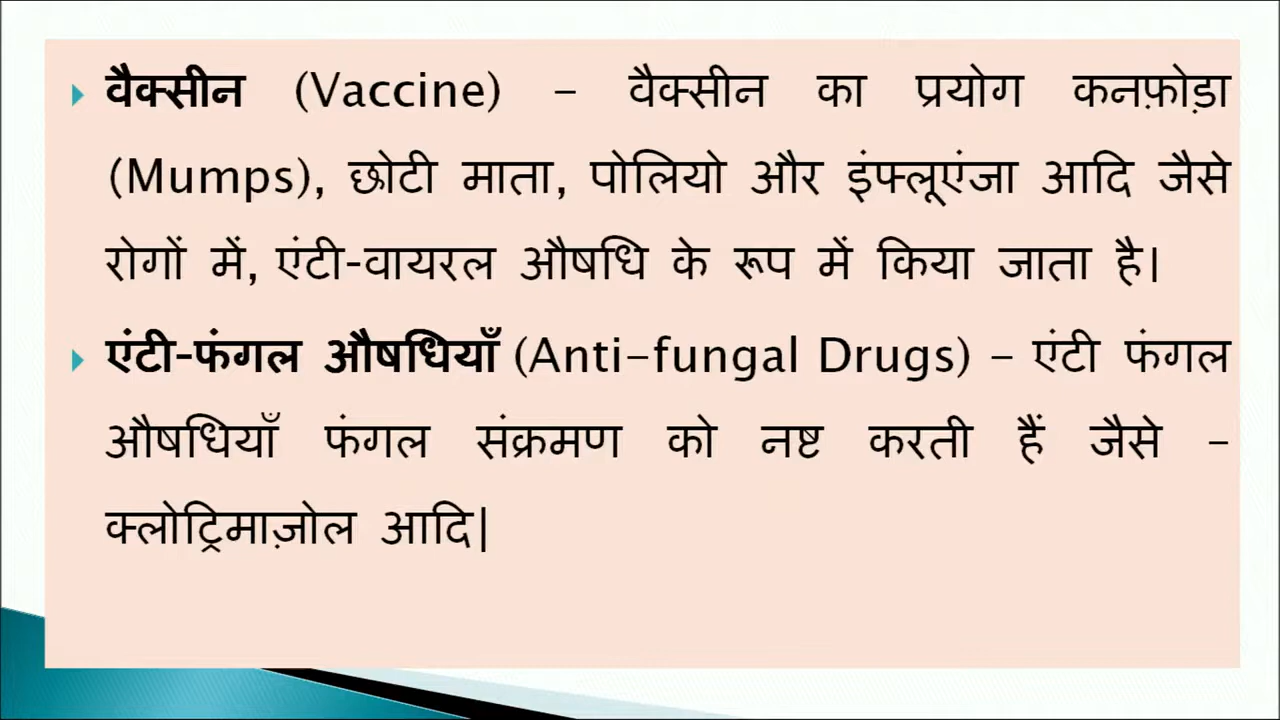 वैक्सीन (Vaccine) – वैक्सीन का प्रयोग कनफ़ोड़ा
(Mumps), छोटी माता, पोलियो और इंफ्लूएंजा आदि जैसे
रोगों में, एंटी-वायरल औषधि के रूप में किया जाता है।
एंटी-फंगल औषधियाँ (Anti-fungal Drugs) – एंटी फंगल
औषधियाँ फंगल संक्रमण को नष्ट करती हैं जैसे –
क्लोट्रिमाज़ोल आदि|